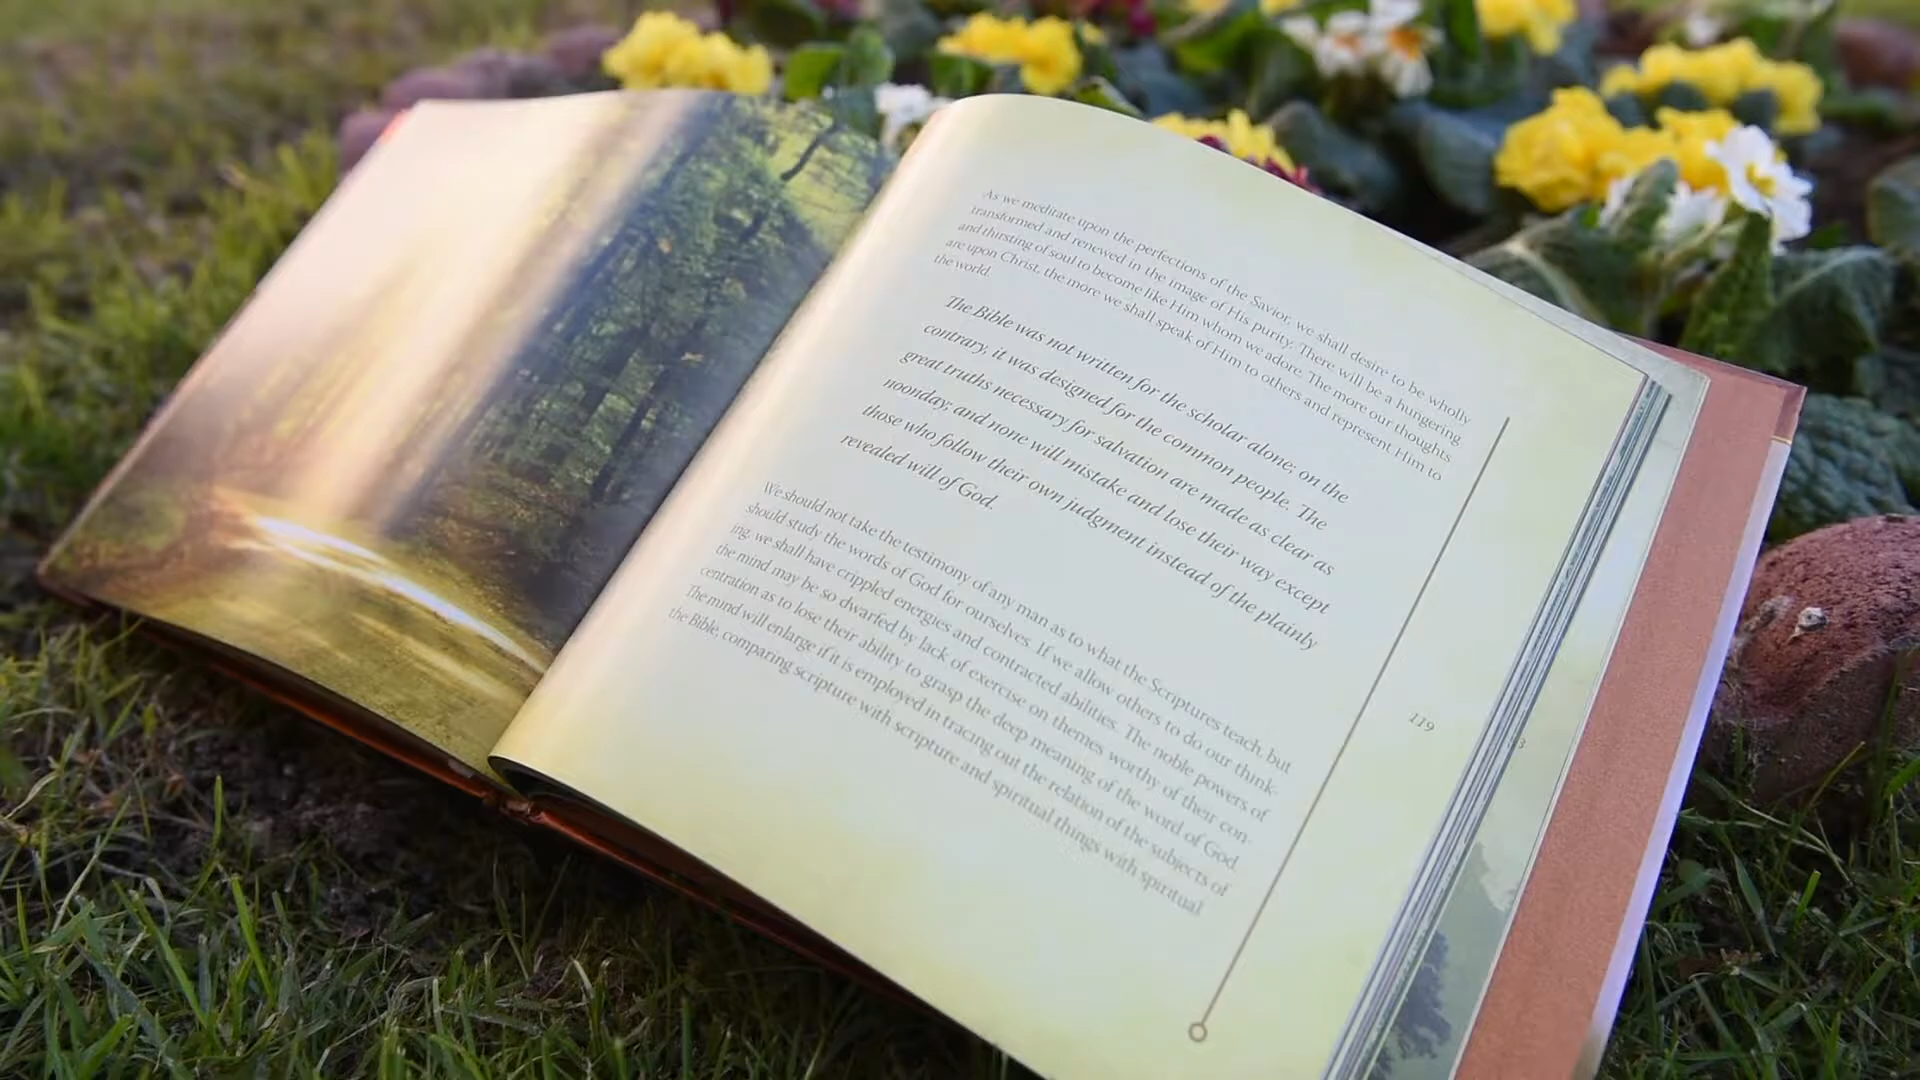 As we meditate upon the perfections of the Savior, we shall desire to be wholly
transformed and renewed in the image of His purity. There will be a hungering
and thirsting of soul to become like Him whom we adore. The more our thoughts
are upon Christ, the more we shall speak of Him to others and represent Him to
the world.
The Bible was not written for the scholar alone; on the
contrary, it was designed for the common people. The
great truths necessary for salvation are made as clear as
noonday; and none will mistake and lose their way except
those who follow their own judgment instead of the plainly
revealed will of God.
We should not take the testimony of any man as to what the Scriptures teach, but
should study the words of God for ourselves. If we allow others to do our think-
ing, we shall have crippled energies and contracted abilities. The noble powers of
the mind may be so dwarfed by lack of exercise on themes worthy of their con-
centration as to lose their ability to grasp the deep meaning of the word of God.
The mind will enlarge if it is employed in tracing out the relation of the subjects of
the Bible, comparing scripture with scripture and spiritual things with spiritual.
119